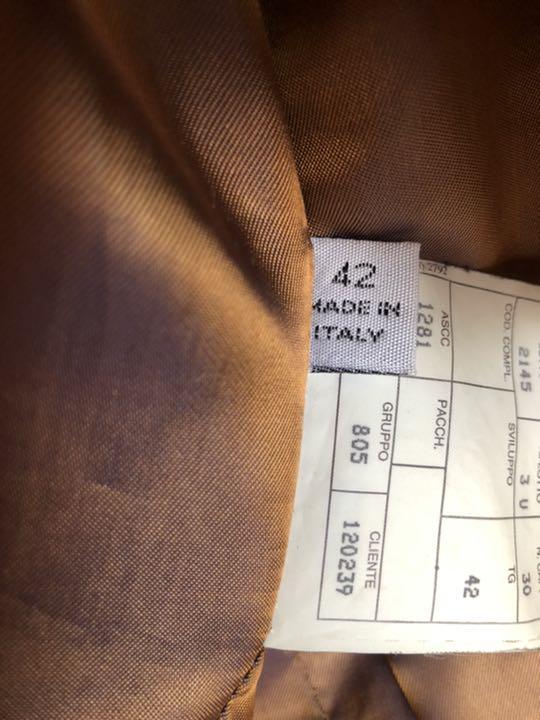 42
MADE IN
ITALY
2792
ASCC
1281
COD. COMPL.
2145
PACCH.
SVILUPPO
3 U
GRUPPO
805
TG
42
30
CLIENTE
120239